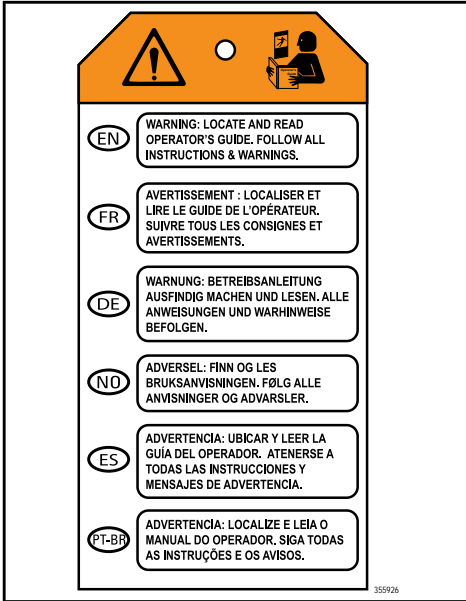 EN
WARNING: LOCATE AND READ
OPERATOR'S GUIDE. FOLLOW ALL
INSTRUCTIONS & WARNINGS.
FR
AVERTISSEMENT : LOCALISER ET
LIRE LE GUIDE DE L'OPÉRATEUR.
SUIVRE TOUS LES CONSIGNES ET
AVERTISSEMENTS.
DE
WARNUNG: BETREIBSANLEITUNG
AUSFINDIG MACHEN UND LESEN. ALLE
ANWEISUNGEN UND WARHINWEISE
BEFOLGEN.
NO
ADVERSEL: FINN OG LES
BRUKSANVISNINGEN. FØLG ALLE
ANVISNINGER OG ADVARSLER.
ES
ADVERTENCIA: UBICAR Y LEER LA
GUÍA DEL OPERADOR. ATENERSE A
TODAS LAS INSTRUCCIONES Y
MENSAJES DE ADVERTENCIA.
PT-BR
ADVERTENCIA: LOCALIZE E LEIA O
MANUAL DO OPERADOR. SIGA TODAS
AS INSTRUÇÕES E OS AVISOS.
355926